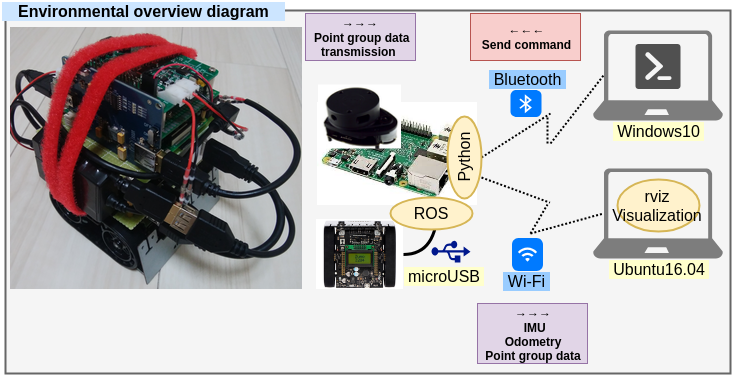 Environmental overview diagram
→→→
Point group data
transmission
←←←
Send command
Bluetooth
Windows10
Python
ROS
rviz
Visualization
Ubuntu16.04
microUSB
Wi-Fi
→→→
IMU
Odometry
Point group data